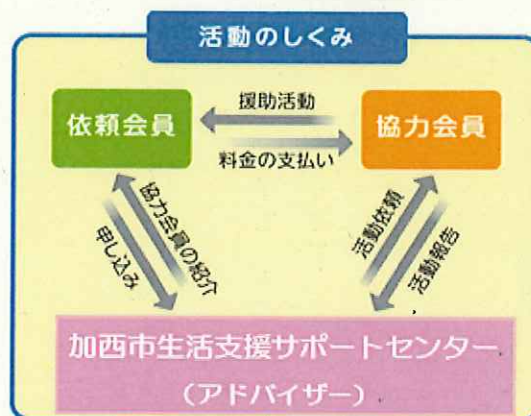 活動のしくみ
援助活動
依頼会員
協力会員
料金の支払い
協力会員の紹介
申し込み
活動依頼
活動報告
加西市生活支援サポートセンター
（アドバイザー）